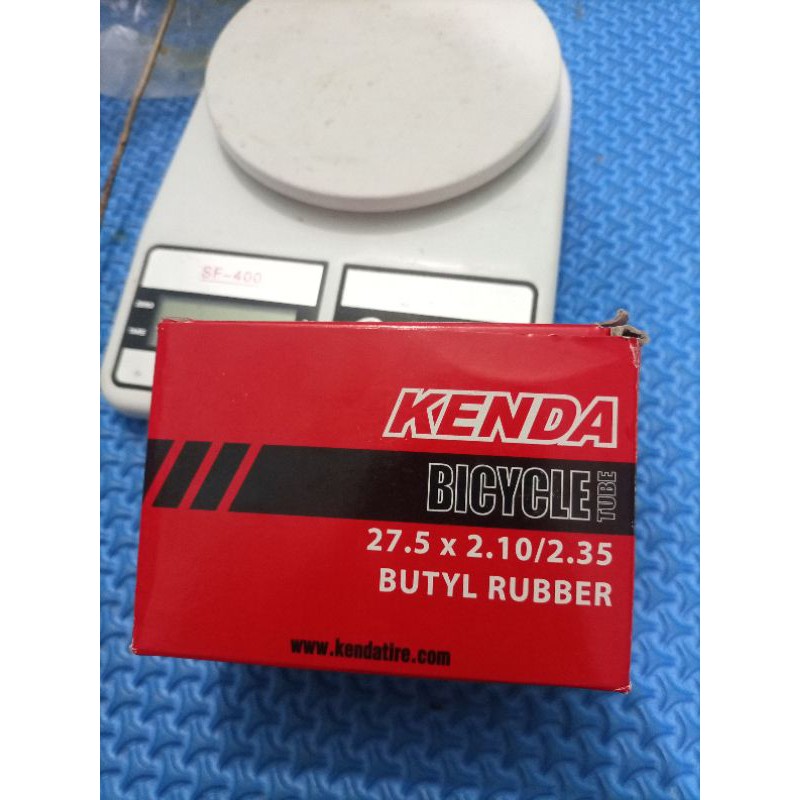 SF-400
KENDA
BICYCLE TUBE
27.5 x 2.10/2.35
BUTYL RUBBER
www.kendatire.com